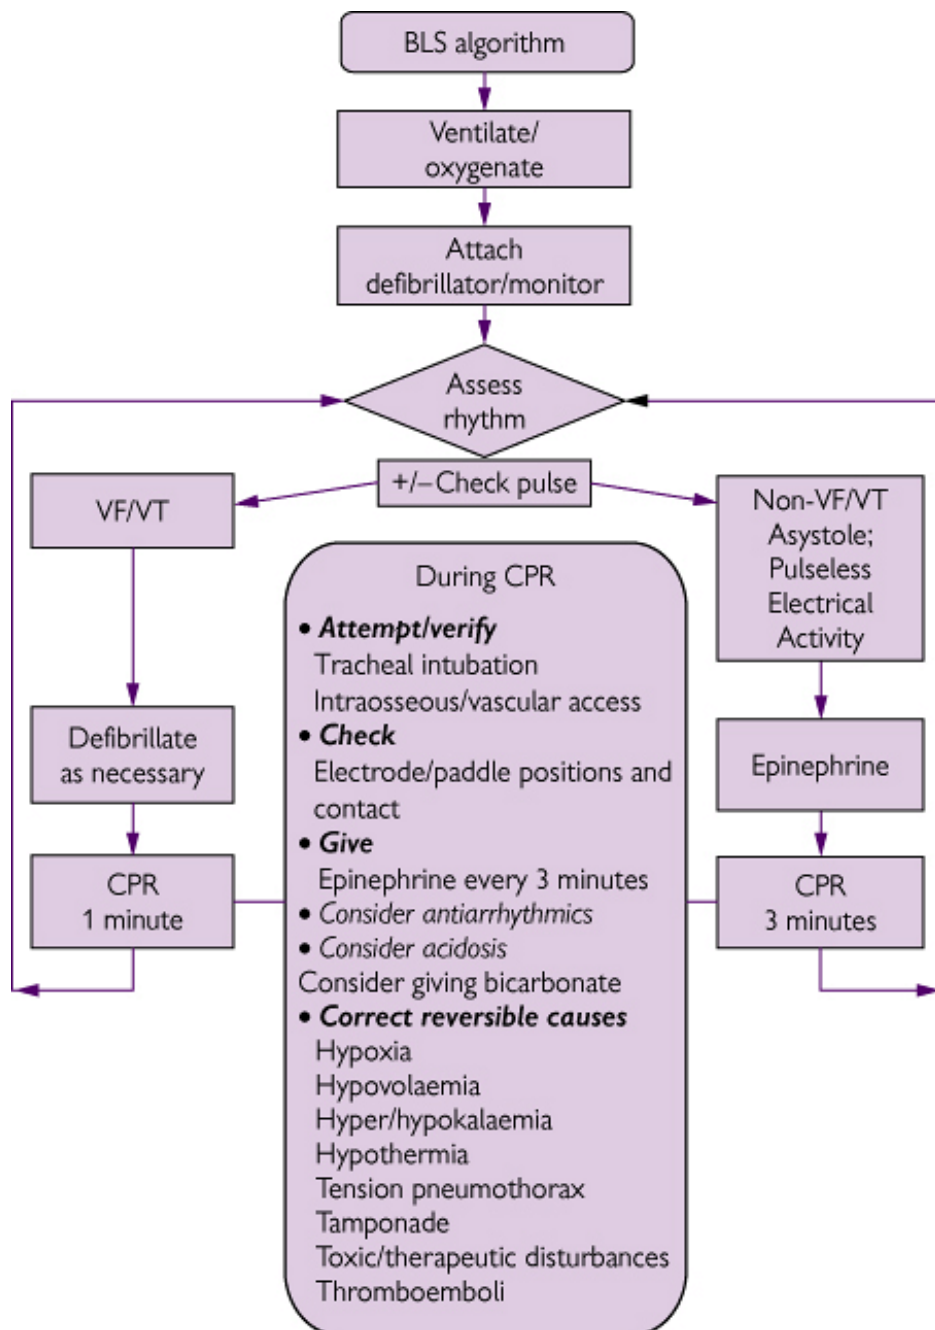 BLS algorithm
Ventilate/
oxygenate
Attach
defibrillator/monitor
Assess
rhythm
+/– Check pulse
VF/VT
Defibrillate
as necessary
CPR
1 minute
Non-VF/VT
Asystole;
Pulseless
Electrical
Activity
Epinephrine
CPR
3 minutes
During CPR
• Attempt/verify
Tracheal intubation
Intraosseous/vascular access
• Check
Electrode/paddle positions and
contact
• Give
Epinephrine every 3 minutes
• Consider antiarrhythmics
• Consider acidosis
Consider giving bicarbonate
• Correct reversible causes
Hypoxia
Hypovolaemia
Hyper/hypokalaemia
Hypothermia
Tension pneumothorax
Tamponade
Toxic/therapeutic disturbances
Thromboemboli